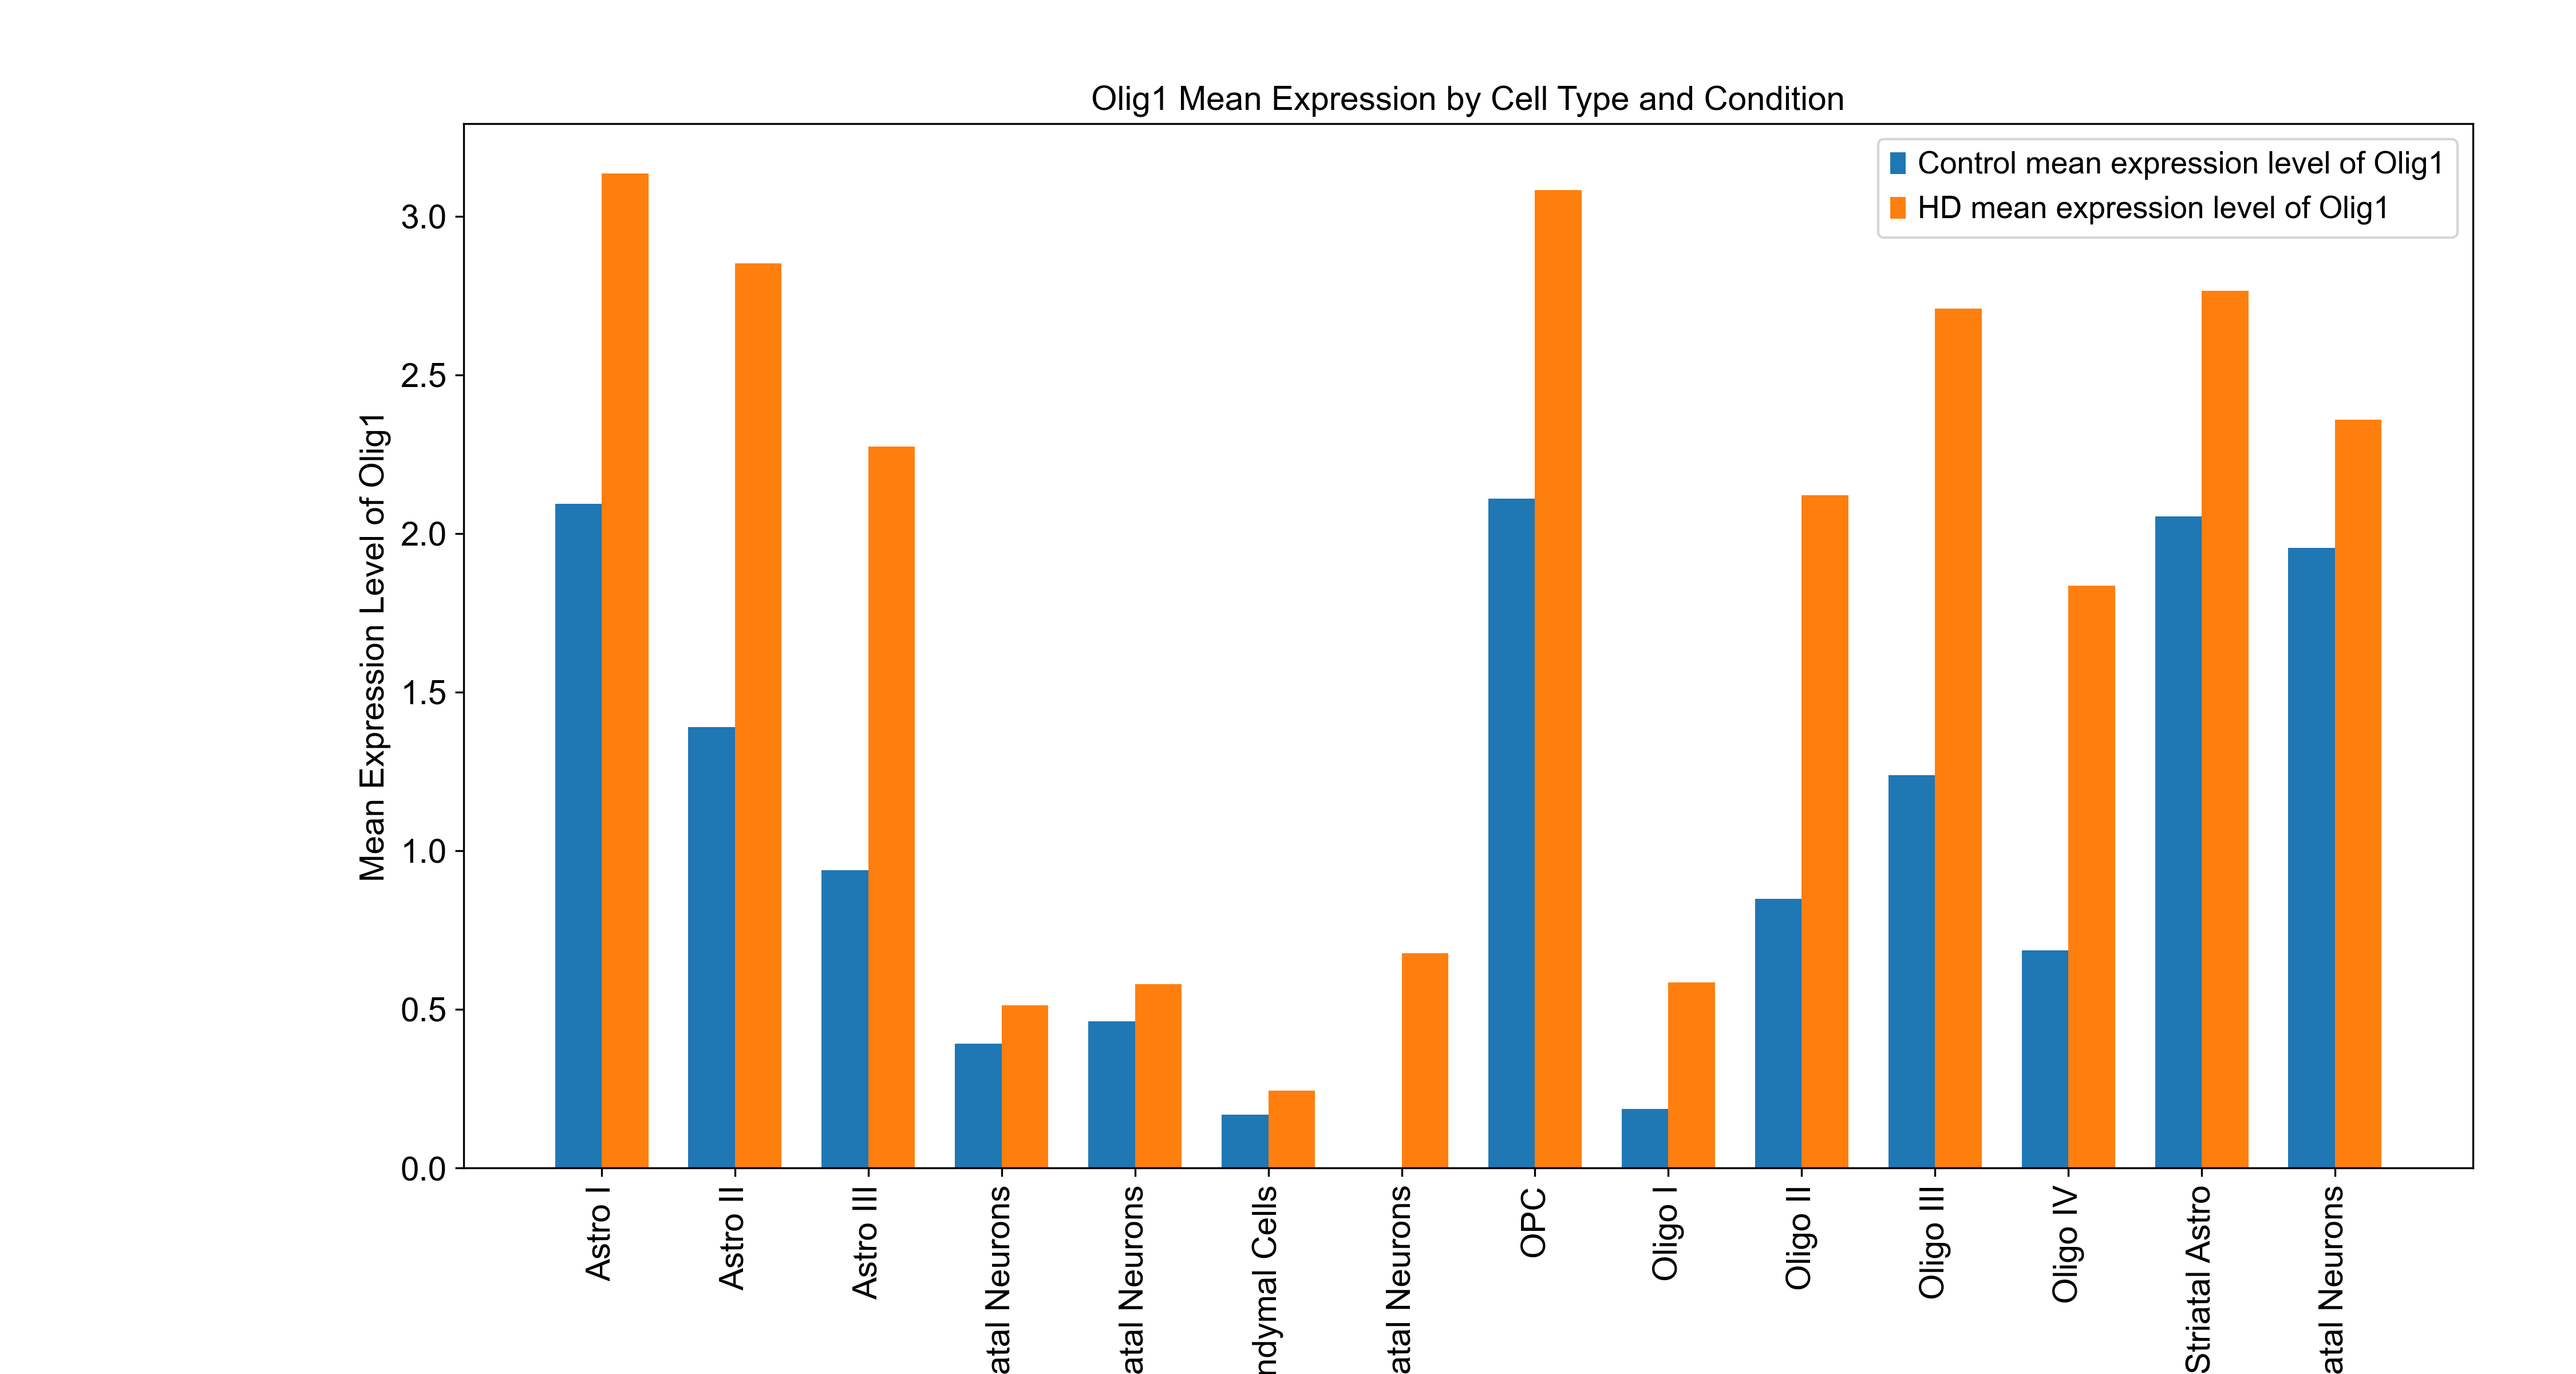 Olig1 Mean Expression by Cell Type and Condition
Control mean expression level of Olig1
HD mean expression level of Olig1
Mean Expression Level of Olig1
3.0
2.5
2.0
1.5
1.0
0.5
0.0
Astro I
Astro II
Astro III
atal Neurons
atal Neurons
ndymal Cells
atal Neurons
OPC
Oligo I
Oligo II
Oligo III
Oligo IV
Striatal Astro
atal Neurons